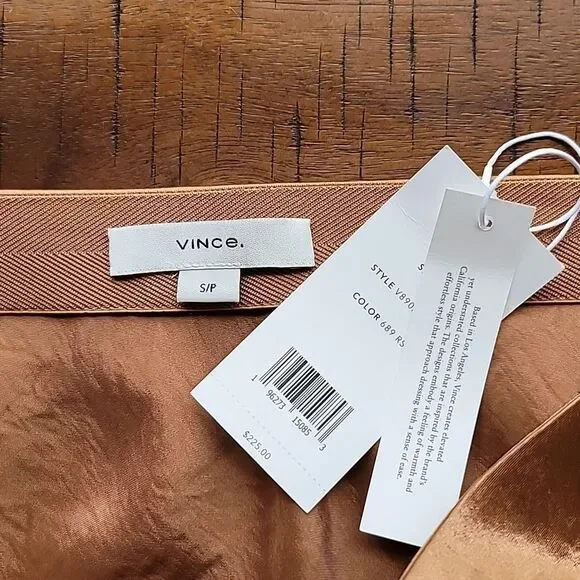 VINCE.
S/P
STYLE V890
COLOR 689 RS
1 96273 15085 3
$225.00
Based in Los Angeles, Vince creates elevated
yet understated collections that are inspired by the brand's
California origins. The designs embody a feeling of warmth and
effortless style that approach dressing with a sense of ease.